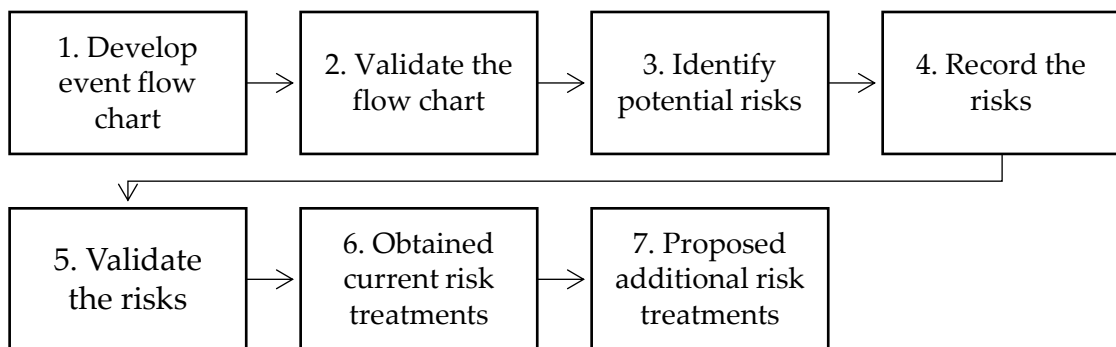 1. Develop
event flow
chart
2. Validate the
flow chart
3. Identify
potential risks
4. Record the
risks
5. Validate
the risks
6. Obtained
current risk
treatments
7. Proposed
additional risk
treatments